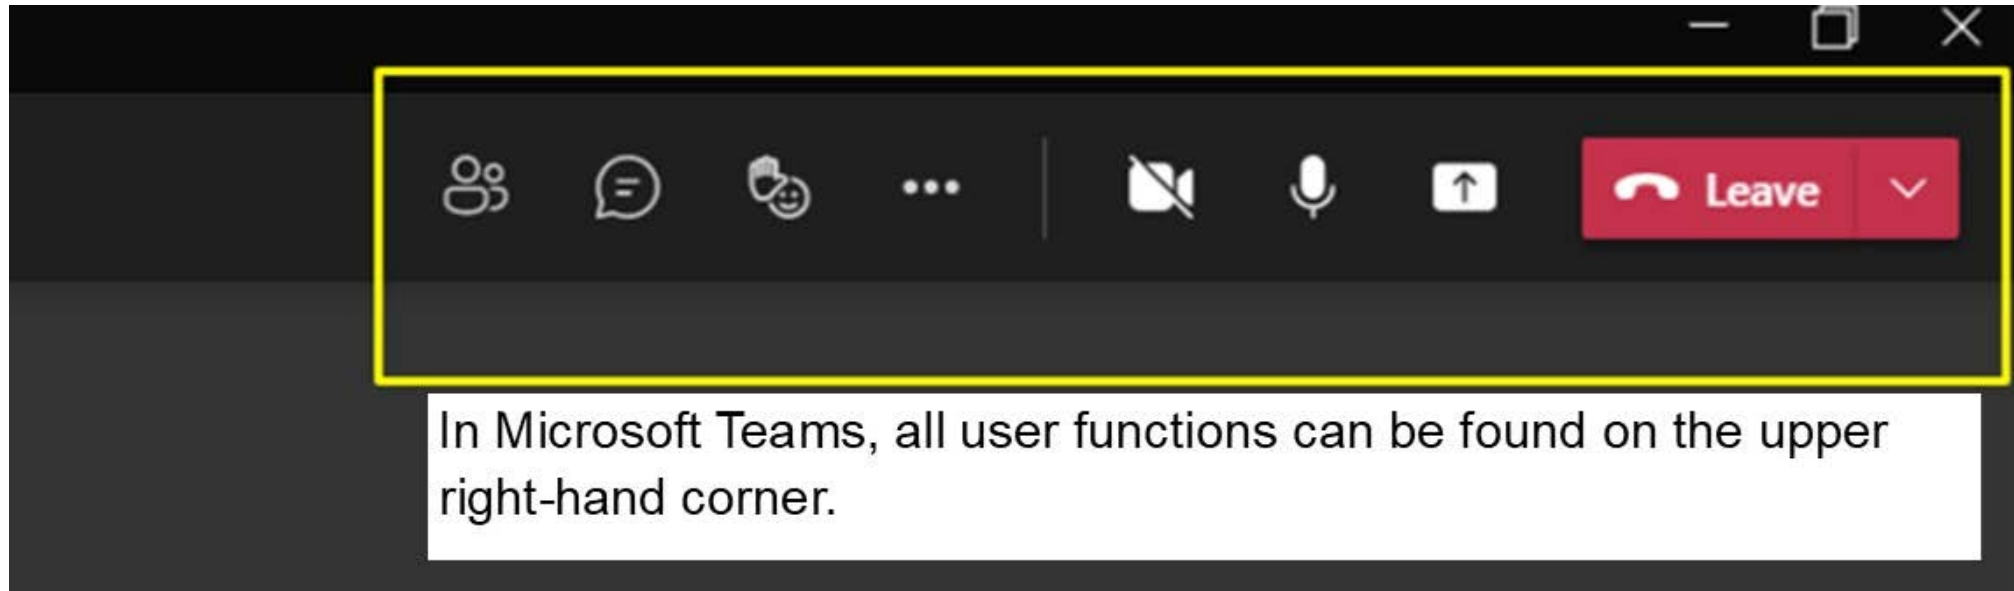 Leave
In Microsoft Teams, all user functions can be found on the upper
right-hand corner.